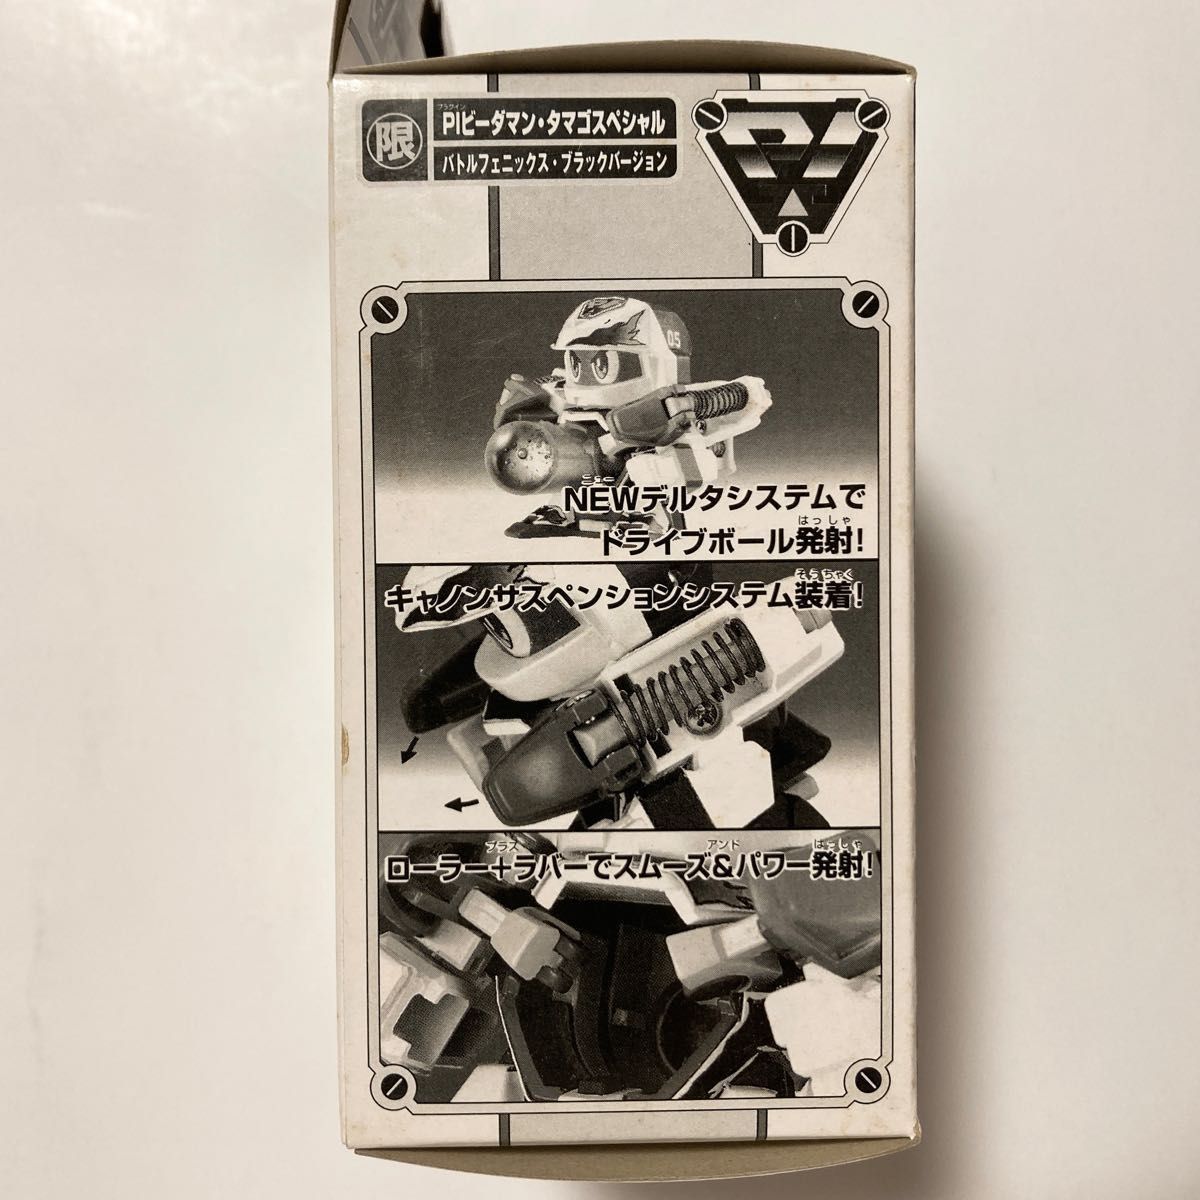 限
プラグイン
PIビーダマン・タマゴスペシャル
バトルフェニックス・ブラックバージョン
PI
05
ニュー
NEWデルタシステムで
はっしゃ
ドライブボール発射!
そうちゃく
キャノンサスペンションシステム装着!
プラス アンド はっしゃ
ローラー+ラバーでスムーズ&パワー発射!